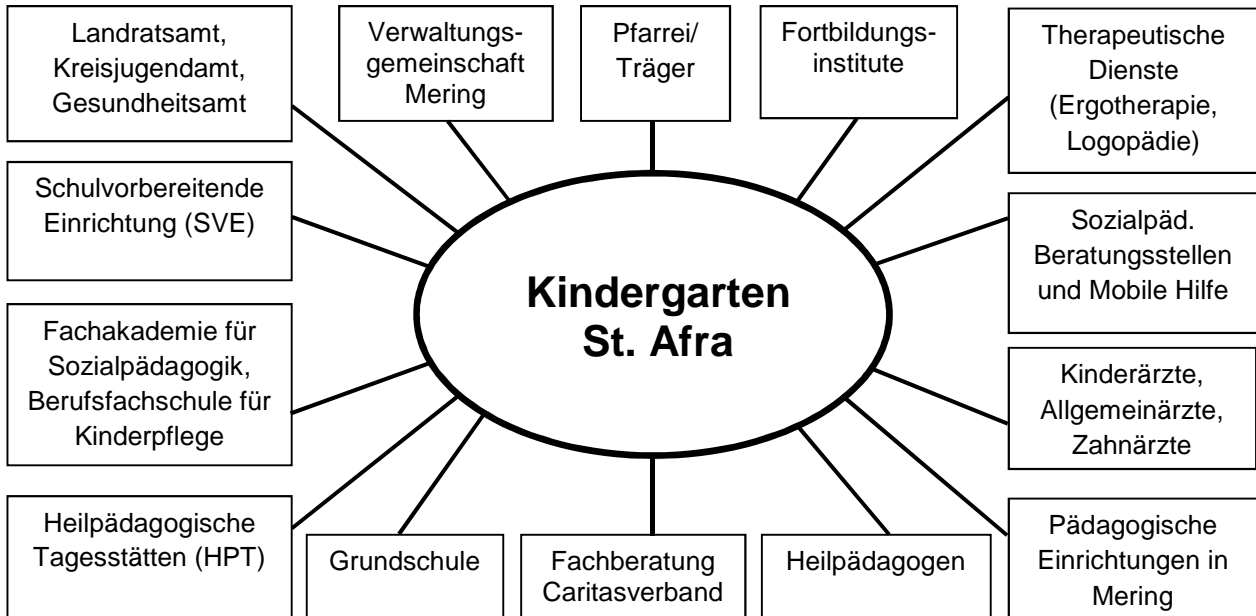 Landratsamt,
Kreisjugendamt,
Gesundheitsamt
Verwaltungs-
gemeinschaft
Mering
Pfarrei/
Träger
Fortbildungs-
institute
Therapeutische
Dienste
(Ergotherapie,
Logopädie)
Schulvorbereitende
Einrichtung (SVE)
Sozialpäd.
Beratungsstellen
und Mobile Hilfe
Kindergarten
St. Afra
Fachakademie für
Sozialpädagogik,
Berufsfachschule für
Kinderpflege
Kinderärzte,
Allgemeinärzte,
Zahnärzte
Heilpädagogische
Tagesstätten (HPT)
Grundschule
Fachberatung
Caritasverband
Heilpädagogen
Pädagogische
Einrichtungen in
Mering